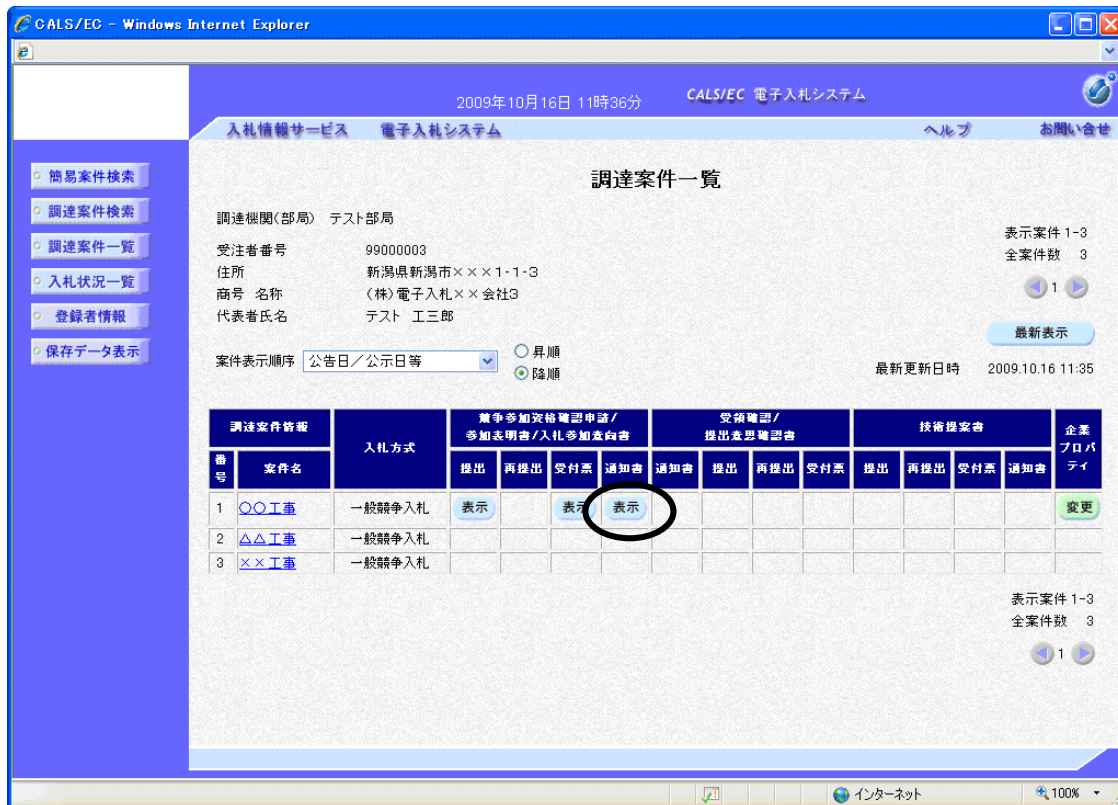 CALS/EC - Windows Internet Explorer
2009年10月16日 11時36分
CALS/EC 電子入札システム
入札情報サービス 電子入札システム ヘルプ お問い合せ
簡易案件検索
調達案件検索
調達案件一覧
入札状況一覧
登録者情報
保存データ表示
調達案件一覧
調達機関(部局) テスト部局
受注者番号 99000003
住所 新潟県新潟市×××1-1-3
商号 名称 (株)電子入札××会社3
代表者氏名 テスト 工三郎
表示案件 1-3
全案件数 3
1
最新表示
案件表示順序 公告日/公示日等
昇順
降順
最新更新日時 2009.10.16 11:35
調達案件情報 入札方式 競争参加資格確認申請/参加表明書/入札参加意向書 受領確認/提出意思確認書 技術提案書 企業プロパティ
番号 案件名 提出 再提出 受付票 通知書 通知書 提出 再提出 受付票 提出 再提出 受付票 通知書
1 〇〇工事 一般競争入札 表示 表示 表示 変更
2 △△工事 一般競争入札
3 ××工事 一般競争入札
表示案件 1-3
全案件数 3
1
インターネット
100%